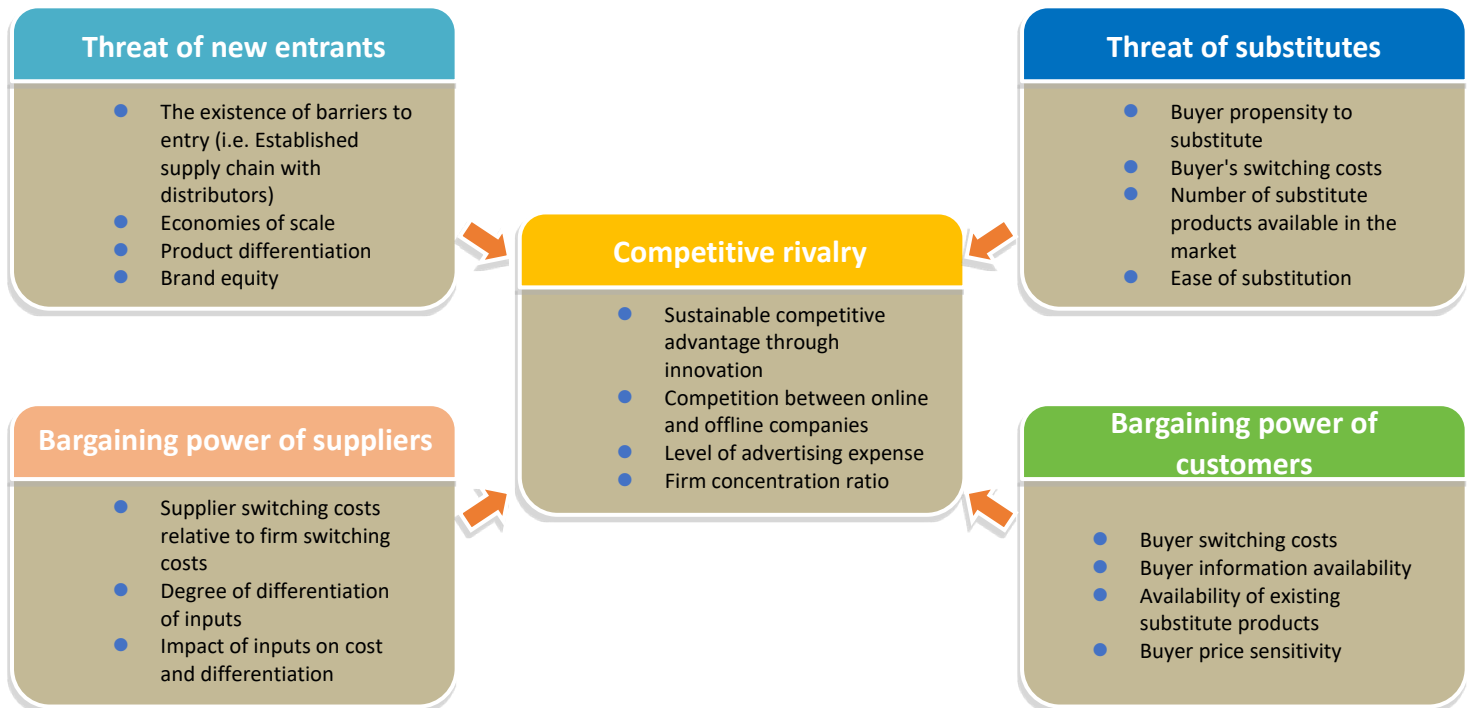 Threat of new entrants
The existence of barriers to
entry (i.e. Established
supply chain with
distributors)
Economies of scale
Product differentiation
Brand equity
Threat of substitutes
Buyer propensity to
substitute
Buyer's switching costs
Number of substitute
products available in the
market
Ease of substitution
Competitive rivalry
Sustainable competitive
advantage through
innovation
Competition between online
and offline companies
Level of advertising expense
Firm concentration ratio
Bargaining power of suppliers
Supplier switching costs
relative to firm switching
costs
Degree of differentiation
of inputs
Impact of inputs on cost
and differentiation
Bargaining power of
customers
Buyer switching costs
Buyer information availability
Availability of existing
substitute products
Buyer price sensitivity